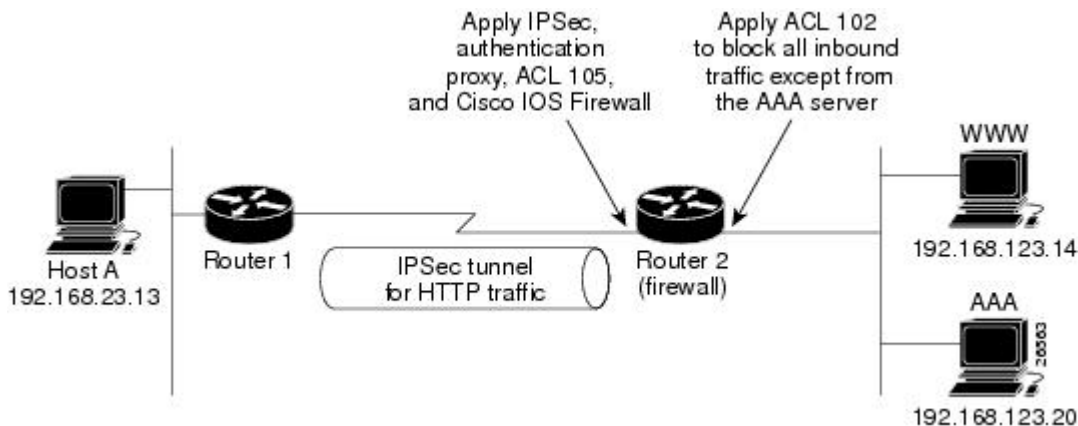 Apply IPSec,
authentication
proxy, ACL 105,
and Cisco IOS Firewall
Apply ACL 102
to block all inbound
traffic except from
the AAA server
WWW
192.168.123.14
Host A
192.168.23.13
Router 1
IPSec tunnel
for HTTP traffic
Router 2
(firewall)
AAA
26563
192.168.123.20